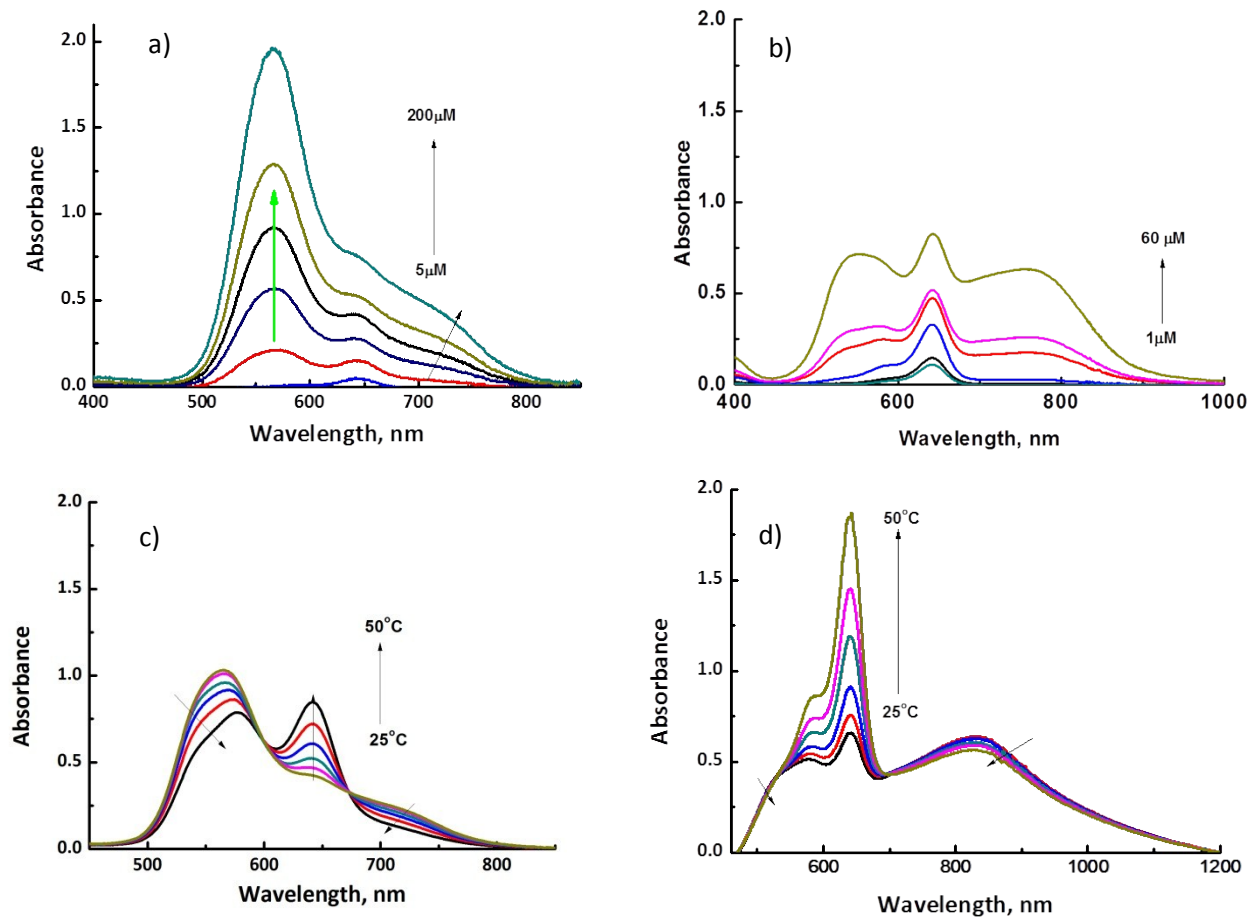 a)
2.0
1.5
1.0
0.5
0.0
Absorbance
200μM
5μM
400 500 600 700 800
Wavelength, nm
b)
2.0
1.5
1.0
0.5
0.0
Absorbance
60 μM
1μM
400 600 800 1000
Wavelength, nm
c)
2.0
1.5
1.0
0.5
0.0
Absorbance
50°C
25°C
500 600 700 800
Wavelength, nm
d)
2.0
1.5
1.0
0.5
0.0
Absorbance
50°C
25°C
600 800 1000 1200
Wavelength, nm